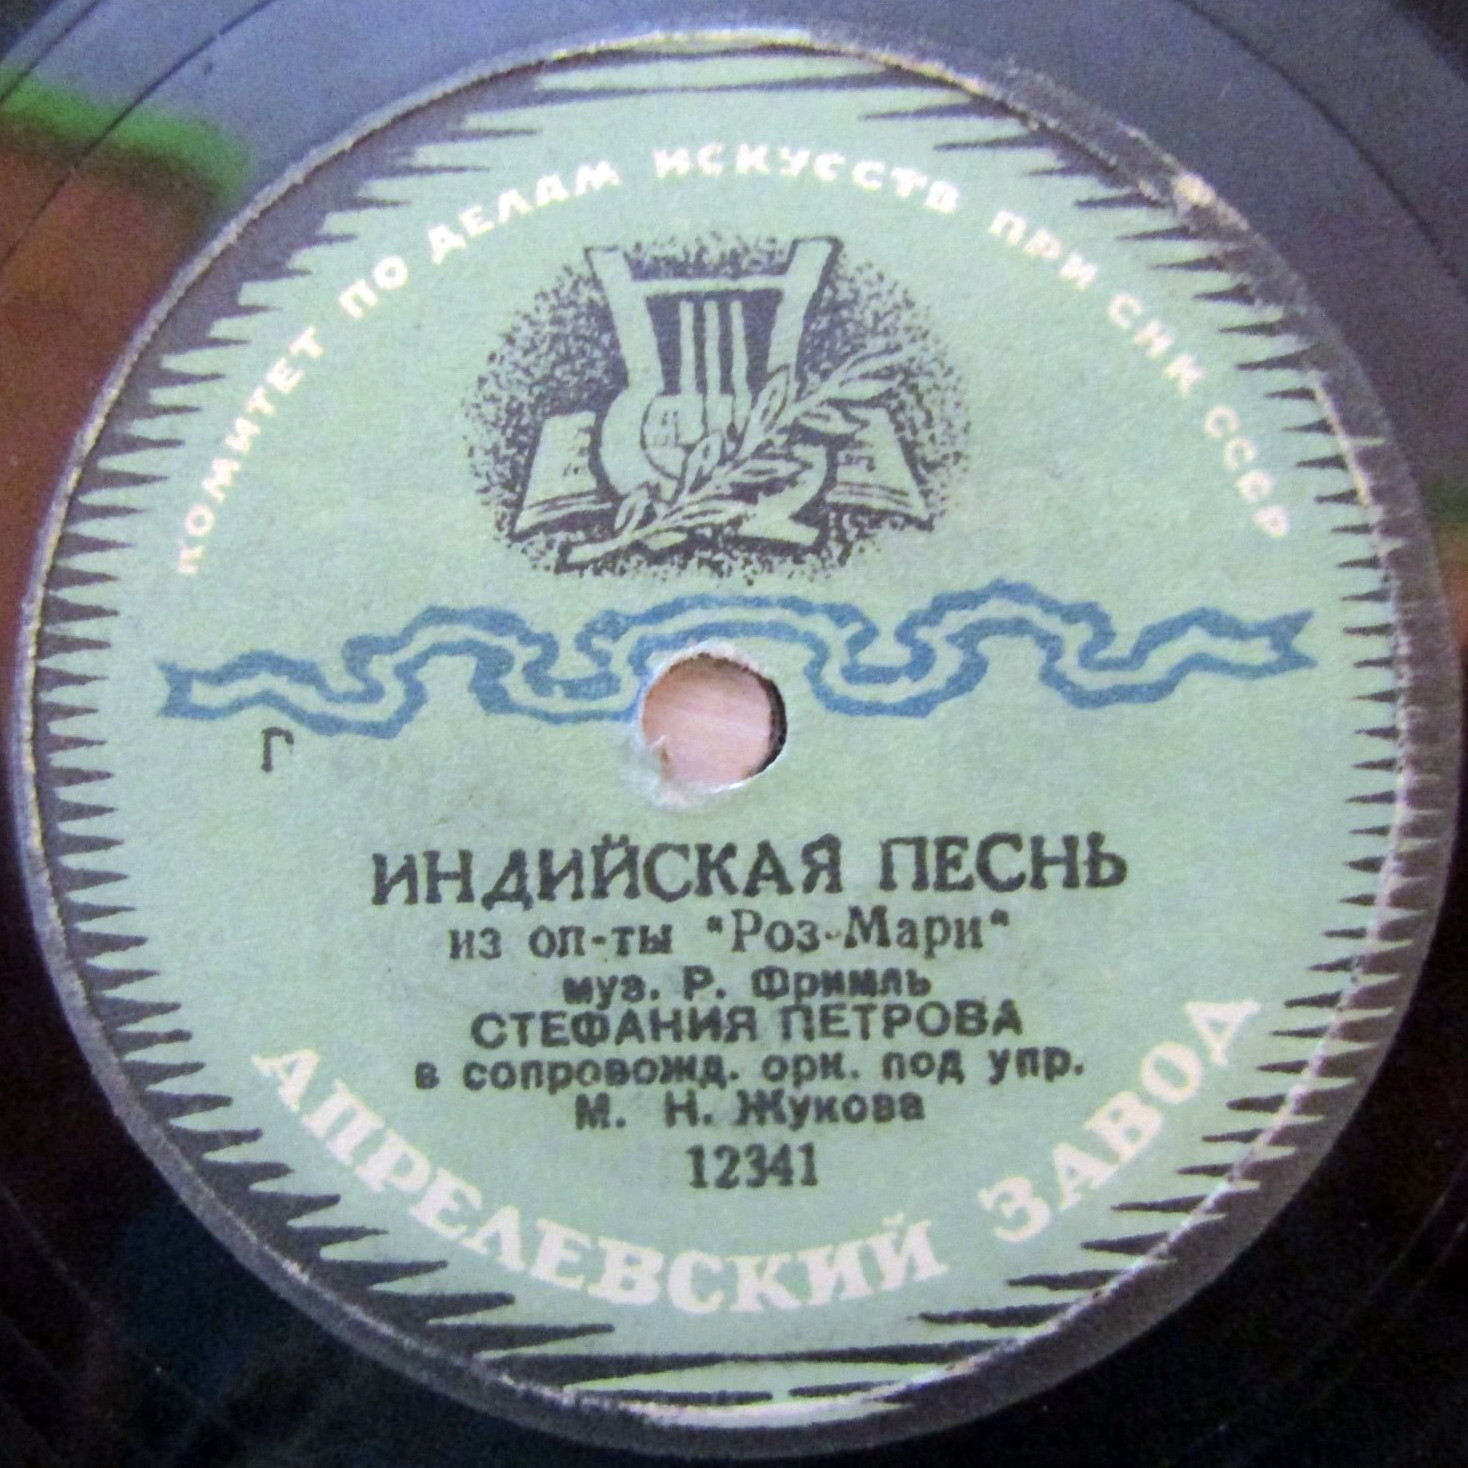 КОМИТЕТ ПО ДЕЛАМ ИСКУССТВ ПРИ СНК СССР
Г
ИНДИЙСКАЯ ПЕСНЬ
из оп-ты "Роз-Мари"
муз. Р. Фримль
СТЕФАНИЯ ПЕТРОВА
в сопровожд. орк. под упр.
М. Н. Жукова
12341
АПРЕЛЕВСКИЙ ЗАВОД